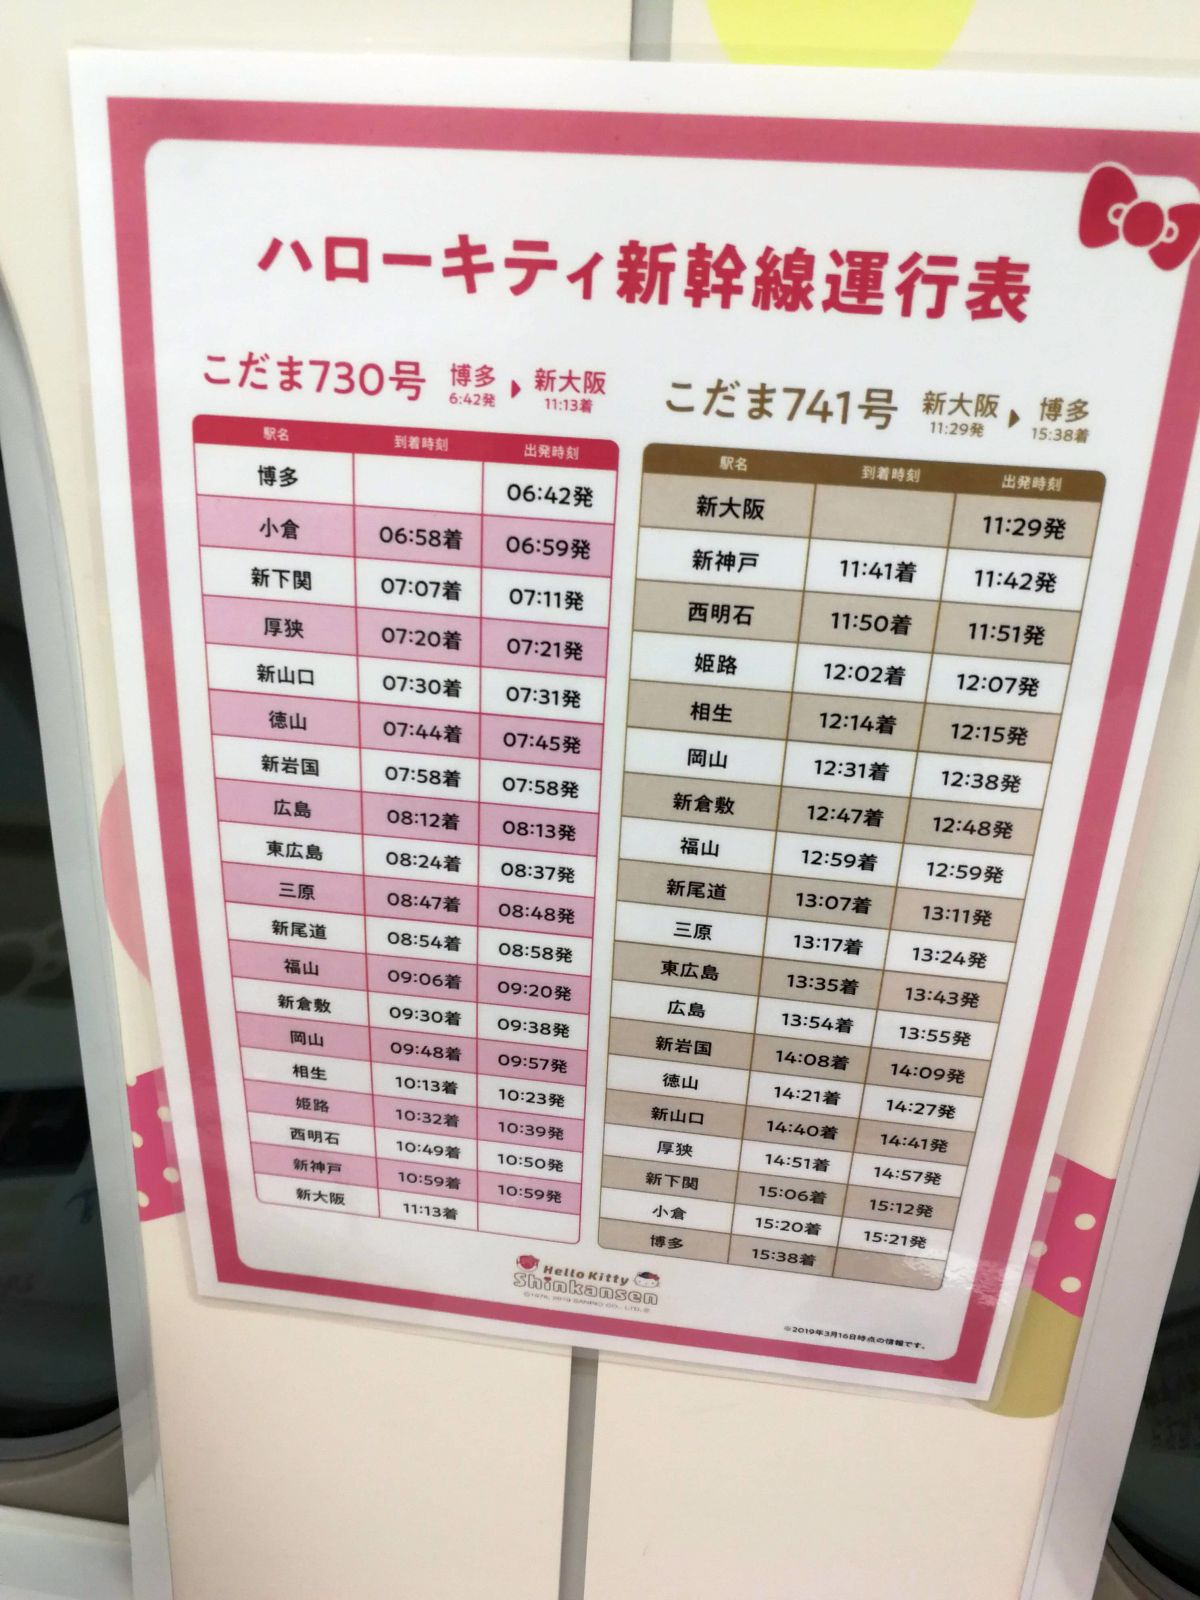 ハローキティ新幹線運行表
こだま730号 博多 ▶ 新大阪
6:42発 11:13着
駅名 到着時刻 出発時刻
博多 06:42発
小倉 06:58着 06:59発
新下関 07:07着 07:11発
厚狭 07:20着 07:21発
新山口 07:30着 07:31発
徳山 07:44着 07:45発
新岩国 07:58着 07:58発
広島 08:12着 08:13発
東広島 08:24着 08:37発
三原 08:47着 08:48発
新尾道 08:54着 08:58発
福山 09:06着 09:20発
新倉敷 09:30着 09:38発
岡山 09:48着 09:57発
相生 10:13着 10:23発
姫路 10:32着 10:39発
西明石 10:49着 10:50発
新神戸 10:59着 10:59発
新大阪 11:13着
こだま741号 新大阪 ▶ 博多
11:29発 15:38着
駅名 到着時刻 出発時刻
新大阪 11:29発
新神戸 11:41着 11:42発
西明石 11:50着 11:51発
姫路 12:02着 12:07発
相生 12:14着 12:15発
岡山 12:31着 12:38発
新倉敷 12:47着 12:48発
福山 12:59着 12:59発
新尾道 13:07着 13:11発
三原 13:17着 13:24発
東広島 13:35着 13:43発
広島 13:54着 13:55発
新岩国 14:08着 14:09発
徳山 14:21着 14:27発
新山口 14:40着 14:41発
厚狭 14:51着 14:57発
新下関 15:06着 15:12発
小倉 15:20着 15:21発
博多 15:38着
Hello Kitty
Shinkansen
©1976, 2019 SANRIO CO., LTD.
※2019年3月16日時点の情報です。